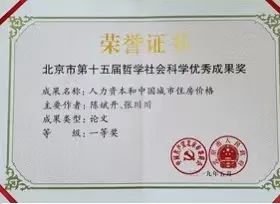 荣誉证书
北京市第十五届哲学社会科学优秀成果奖
成果名称：人力资本和中国城市住房价格
主要作者：陈斌开、张川川
成果类型：论文
等 级：一等奖